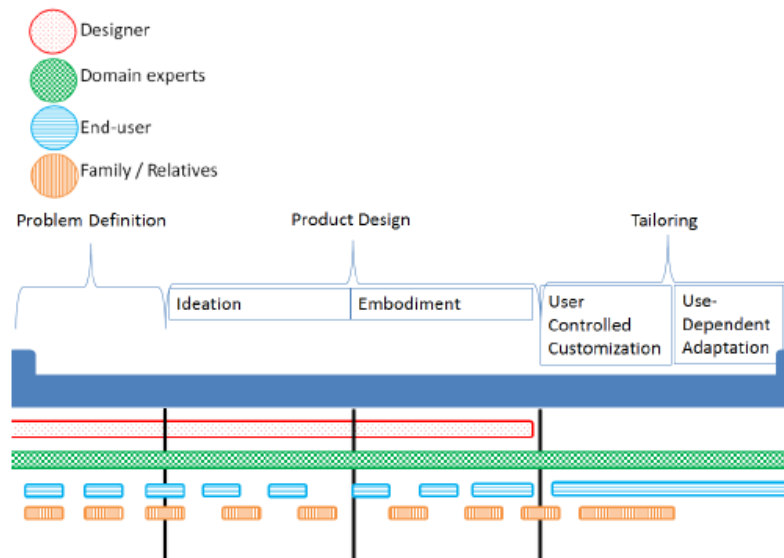 Designer
Domain experts
End-user
Family / Relatives
Problem Definition
Product Design
Tailoring
Ideation
Embodiment
User
Controlled
Customization
Use-
Dependent
Adaptation